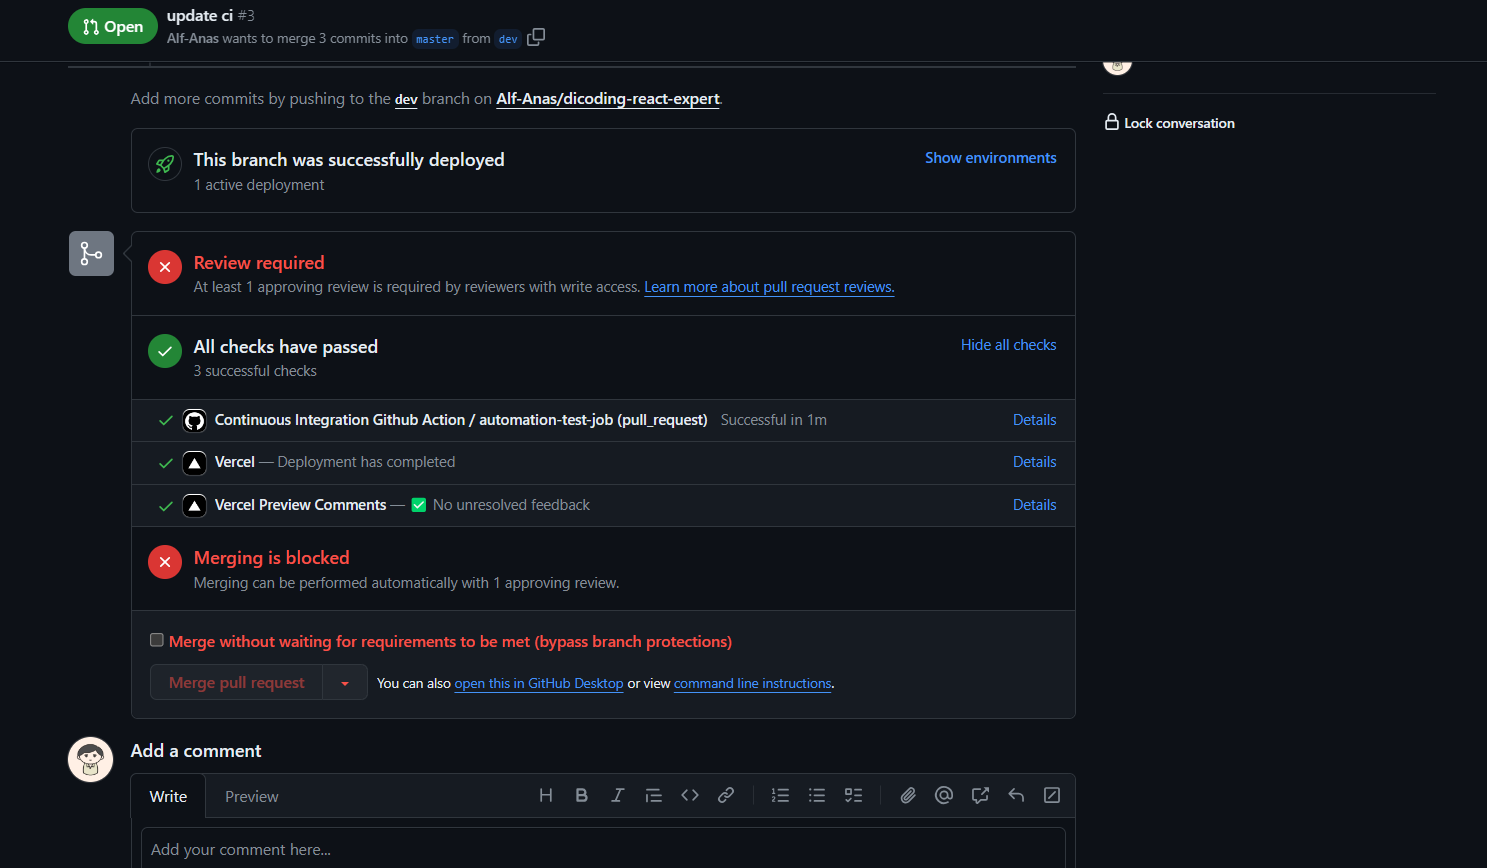 Open
update ci #3
Alf-Anas wants to merge 3 commits into master from dev
Add more commits by pushing to the dev branch on Alf-Anas/dicoding-react-expert.
Lock conversation
This branch was successfully deployed
Show environments
1 active deployment
Review required
At least 1 approving review is required by reviewers with write access. Learn more about pull request reviews.
All checks have passed
Hide all checks
3 successful checks
Continuous Integration Github Action / automation-test-job (pull_request) Successful in 1m Details
Vercel — Deployment has completed Details
Vercel Preview Comments — ✅ No unresolved feedback Details
Merging is blocked
Merging can be performed automatically with 1 approving review.
Merge without waiting for requirements to be met (bypass branch protections)
Merge pull request
You can also open this in GitHub Desktop or view command line instructions.
Add a comment
Write Preview
Add your comment here...